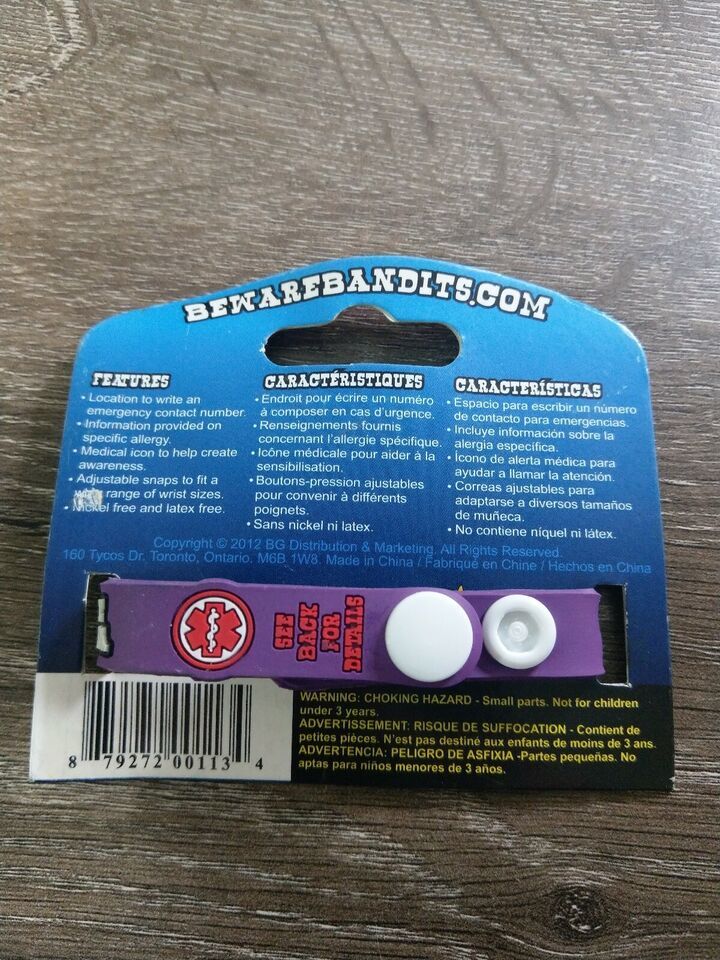 BEWAREBANDITS.COM
FEATURES
• Location to write an
emergency contact number.
• Information provided on
specific allergy.
• Medical icon to help create
awareness.
• Adjustable snaps to fit a
range of wrist sizes.
• Nickel free and latex free.
CARACTÉRISTIQUES
• Endroit pour écrire un numéro
à composer en cas d'urgence.
• Renseignements fournis
concernant l'allergie spécifique.
• Icône médicale pour aider à la
sensibilisation.
• Boutons-pression ajustables
pour convenir à différents
poignets.
• Sans nickel ni latex.
CARACTERÍSTICAS
• Espacio para escribir un número
de contacto para emergencias.
• Incluye información sobre la
alergia específica.
• Ícono de alerta médica para
ayudar a llamar la atención.
• Correas ajustables para
adaptarse a diversos tamaños
de muñeca.
• No contiene níquel ni látex.
Copyright © 2012 BG Distribution & Marketing. All Rights Reserved.
160 Tycos Dr. Toronto, Ontario. M6B 1W8. Made in China / Fabriqué en Chine / Hechos en China
SEE
BACK
FOR
DETAILS
WARNING: CHOKING HAZARD - Small parts. Not for children
under 3 years.
ADVERTISSEMENT: RISQUE DE SUFFOCATION - Contient de
petites pièces. N'est pas destiné aux enfants de moins de 3 ans.
ADVERTENCIA: PELIGRO DE ASFIXIA -Partes pequeñas. No
aptas para niños menores de 3 años.
8 79272 00113 4